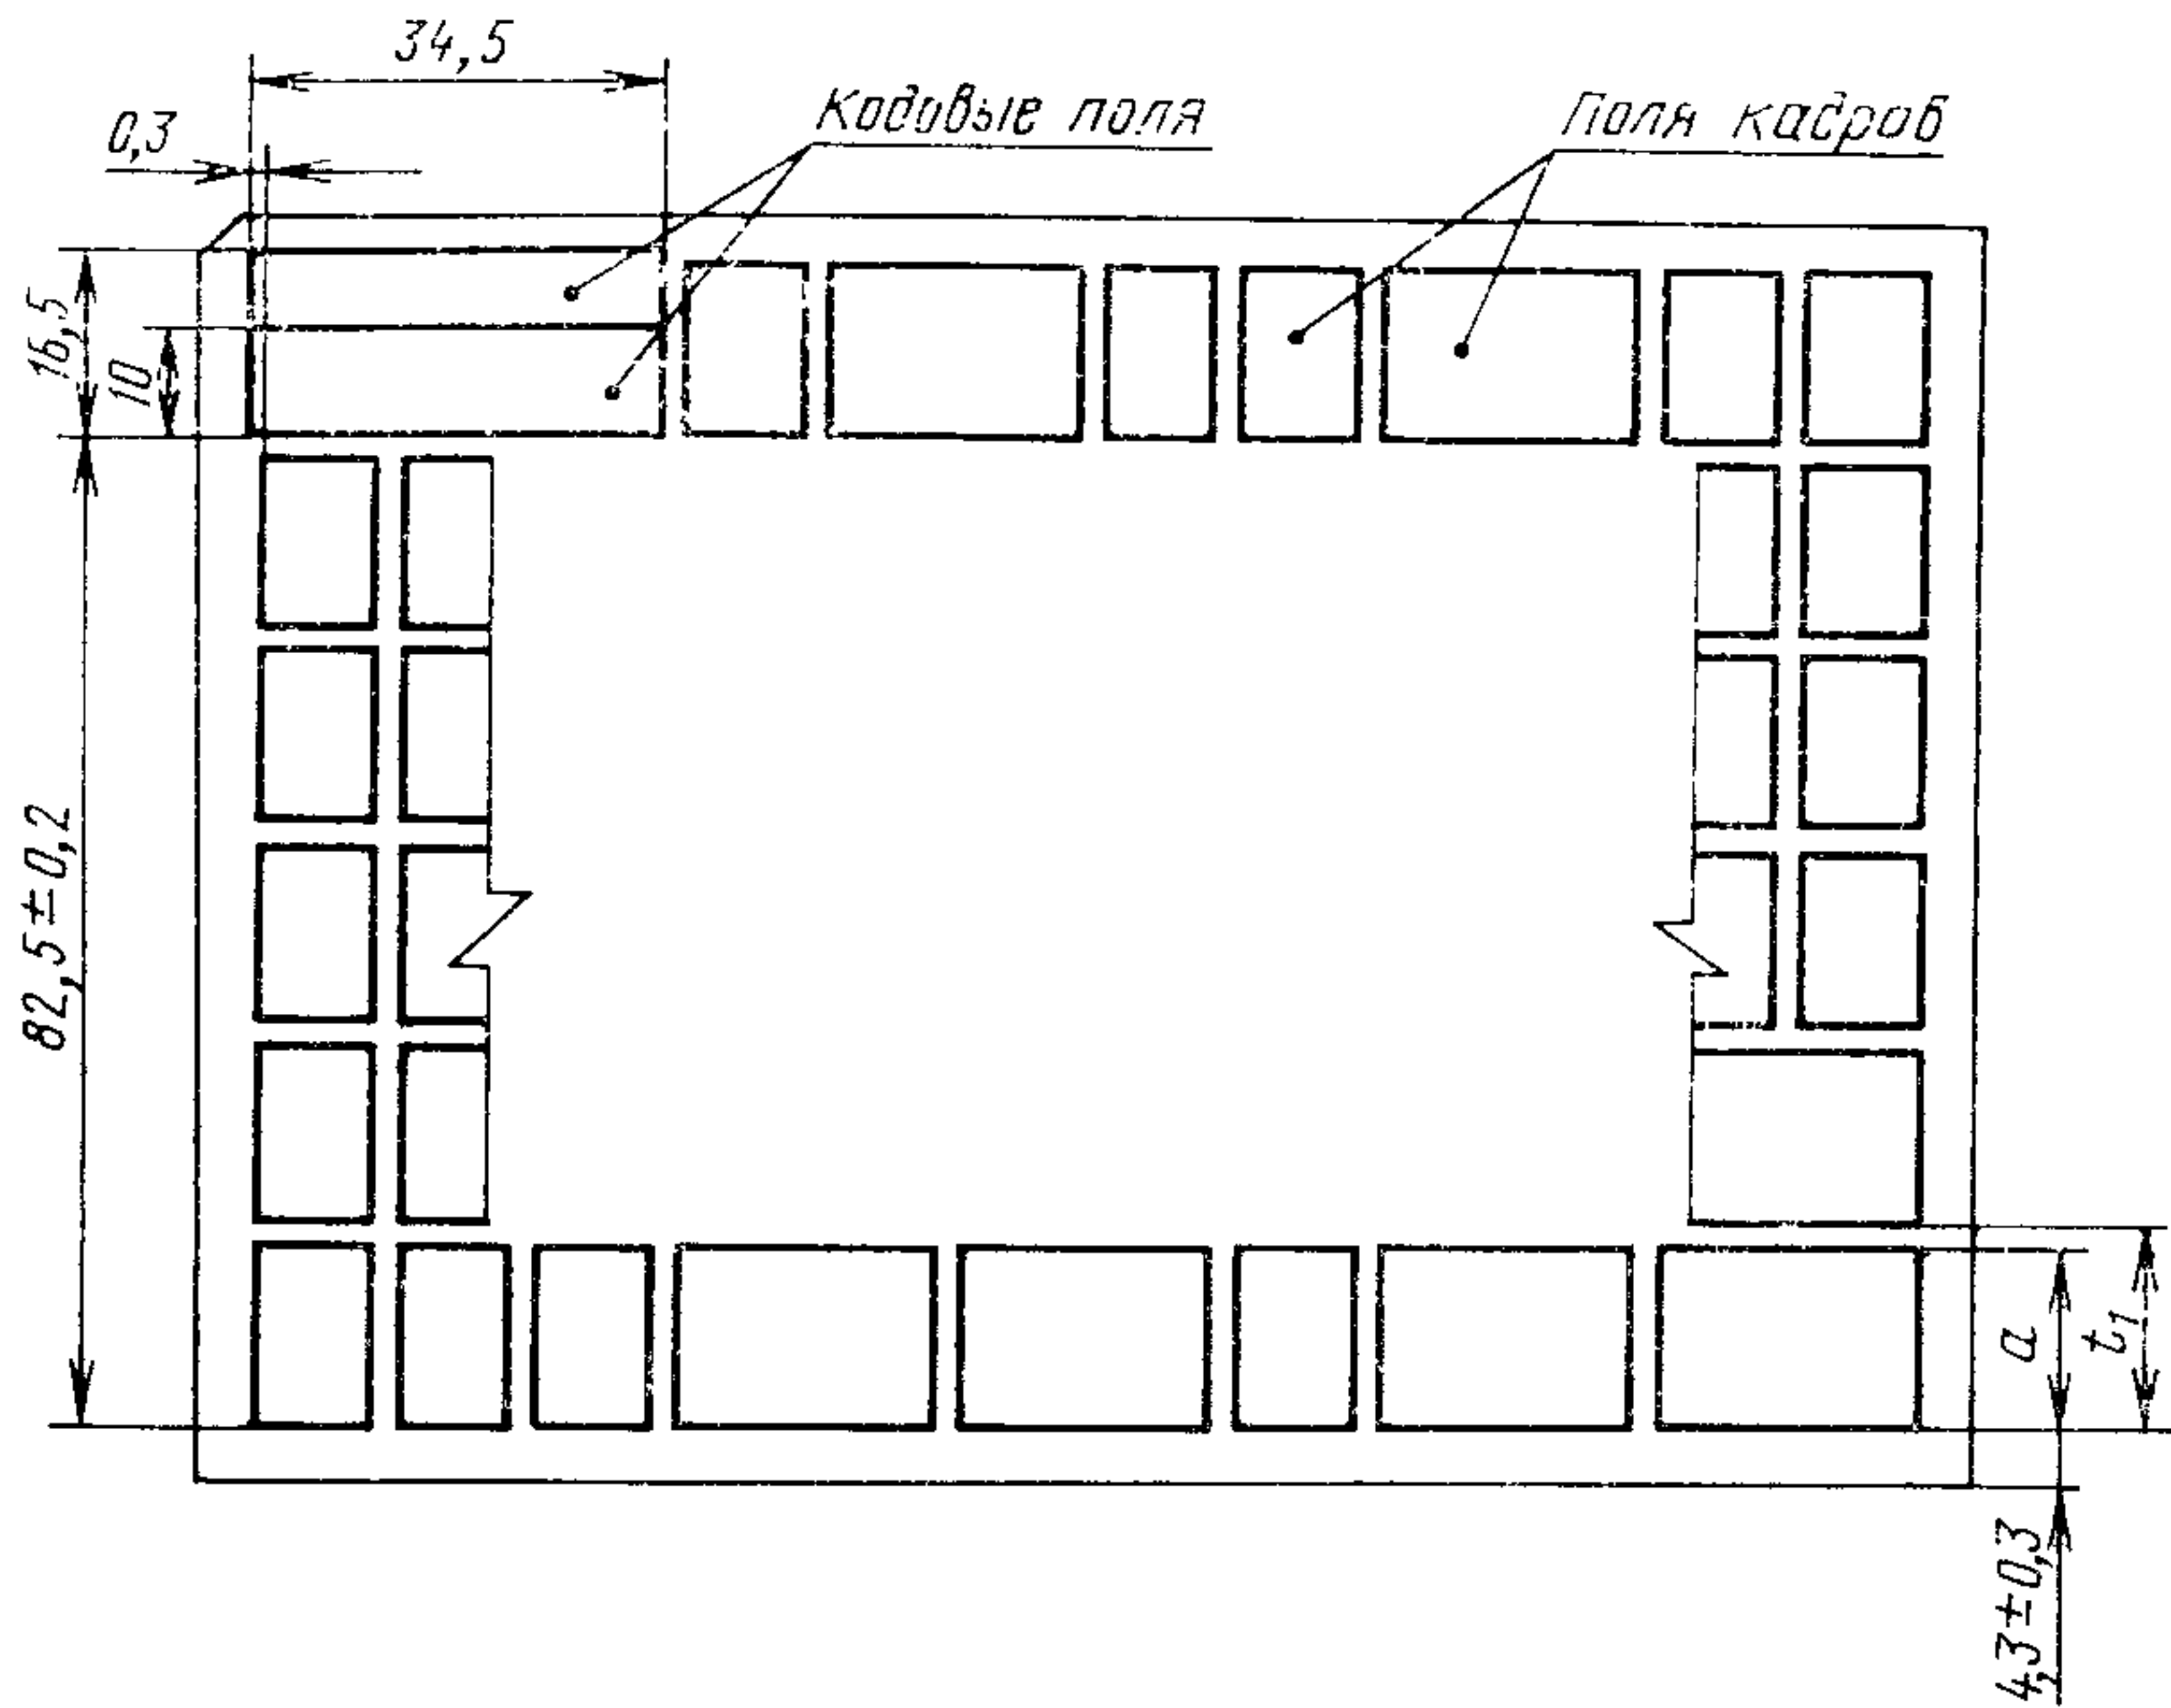 34,5
0,3
Кодовые поля
Поля кадров
16,5
10
82,5±0,2
a
t₁
4,3±0,3